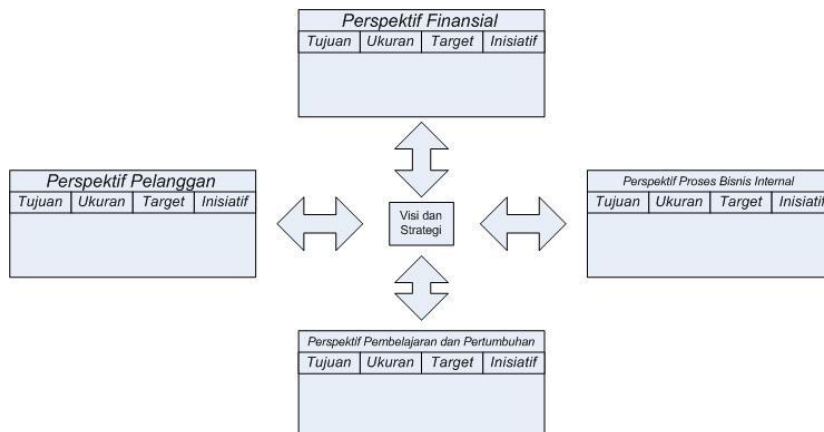 Perspektif Finansial
Tujuan Ukuran Target Inisiatif
Perspektif Pelanggan
Tujuan Ukuran Target Inisiatif
Visi dan
Strategi
Perspektif Proses Bisnis Internal
Tujuan Ukuran Target Inisiatif
Perspektif Pembelajaran dan Pertumbuhan
Tujuan Ukuran Target Inisiatif